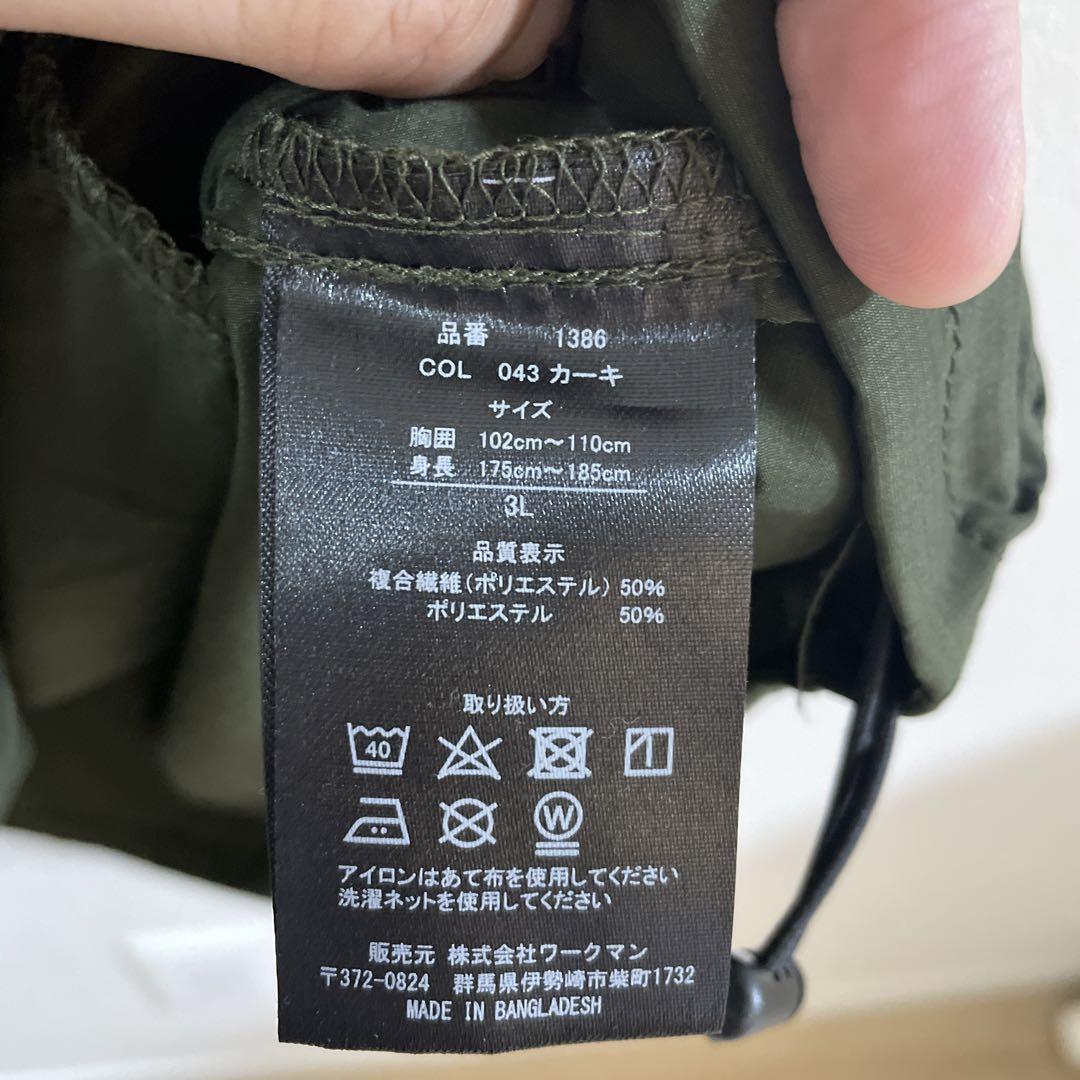 品番 1386
COL 043 カーキ
サイズ
胸囲 102cm〜110cm
身長 175cm〜185cm
3L
品質表示
複合繊維(ポリエステル) 50%
ポリエステル 50%
取り扱い方
40
W
アイロンはあて布を使用してください
洗濯ネットを使用してください
販売元 株式会社ワークマン
〒372-0824 群馬県伊勢崎市柴町1732
MADE IN BANGLADESH